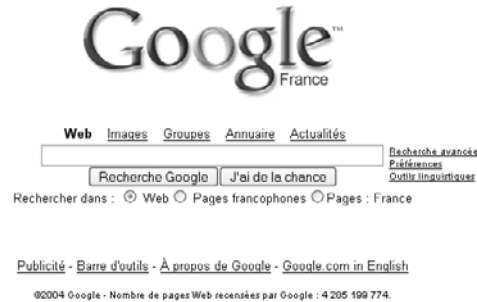 Google™
France
Web Images Groupes Annuaire Actualités
Recherche avancée
Préférences
Outils linguistiques
Recherche Google J'ai de la chance
Rechercher dans : Web Pages francophones Pages : France
Publicité - Barre d'outils - À propos de Google - Google.com in English
©2004 Google - Nombre de pages Web recensées par Google : 4 205 199 774.